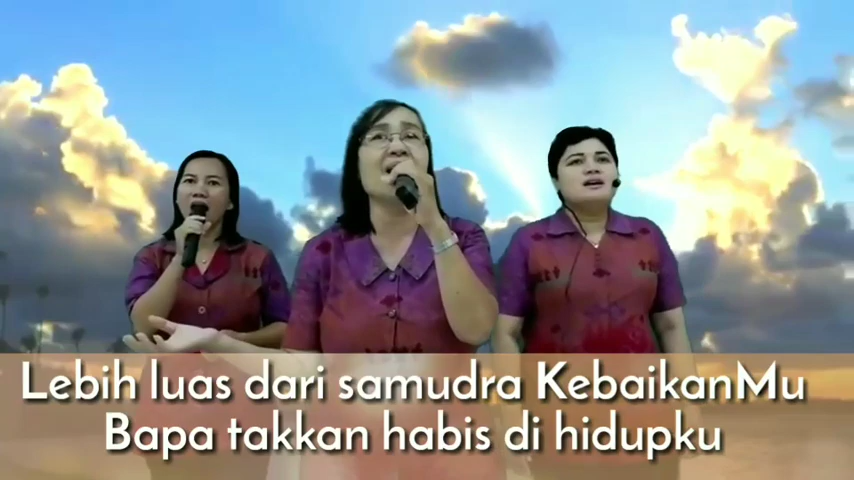 Lebih luas dari samudra KebaikanMu
Bapa takkan habis di hidupku